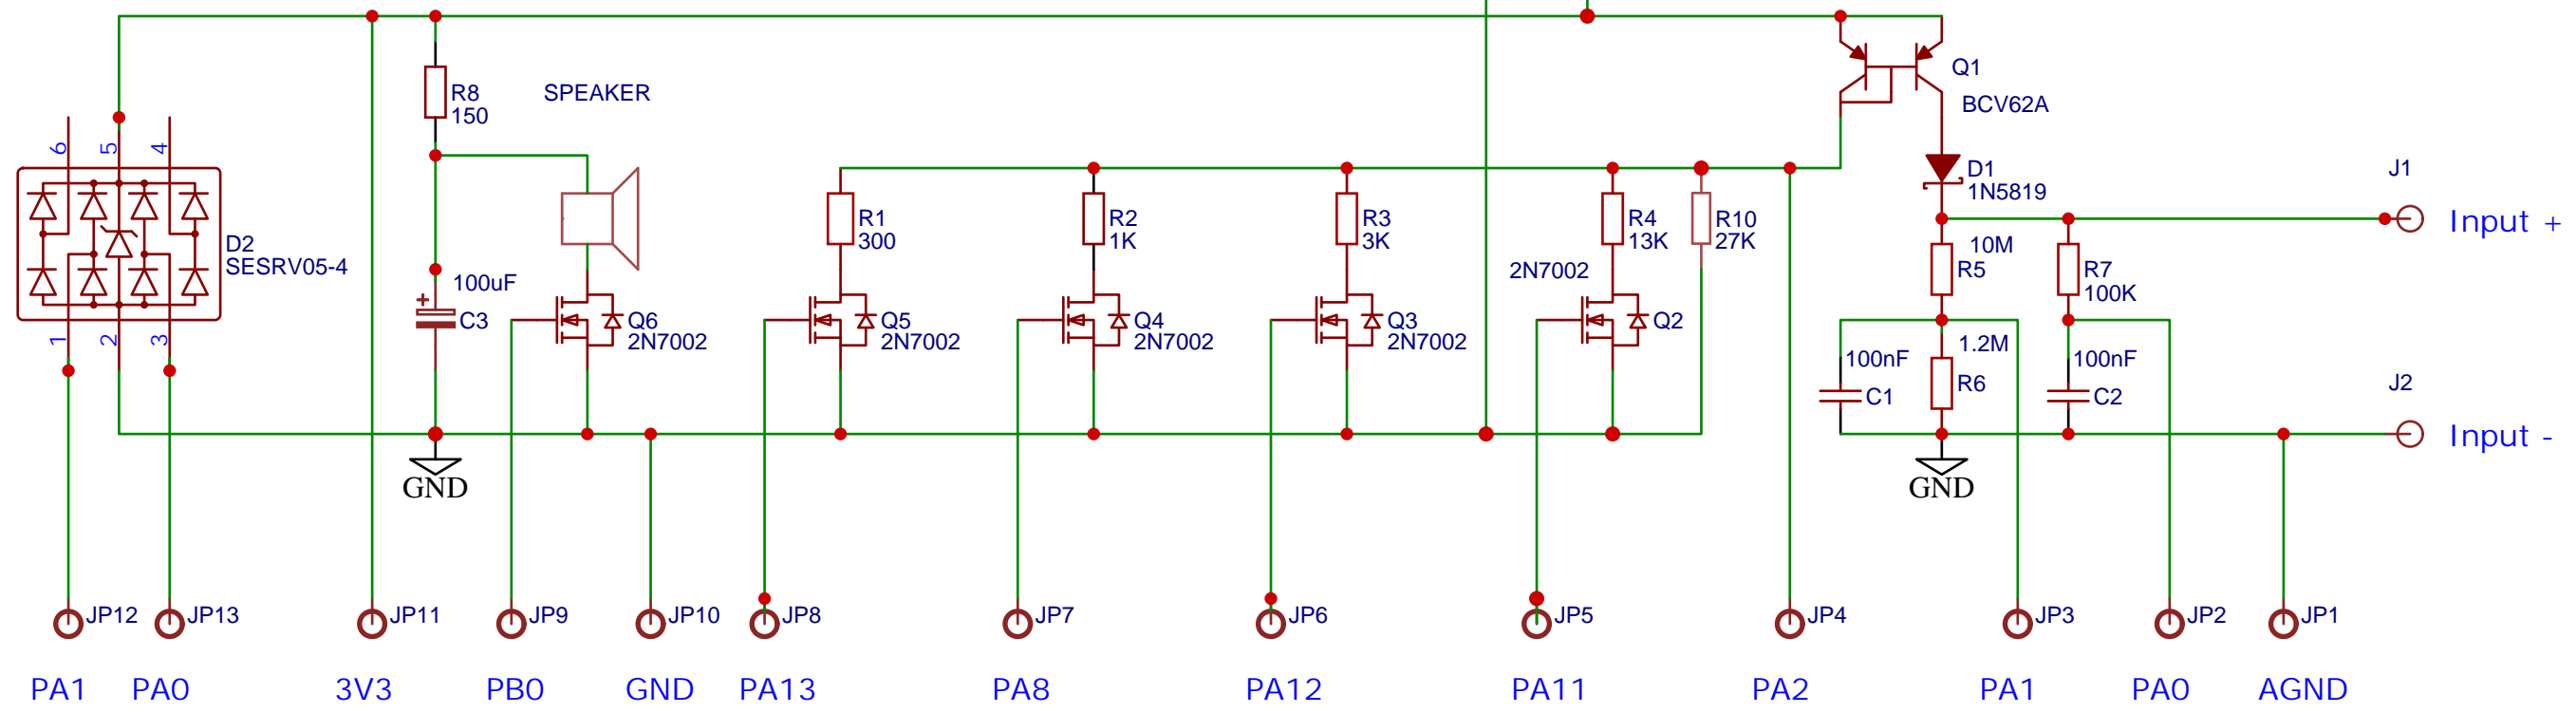 R8
150
SPEAKER
Q1
BCV62A
6
5
4
D1
1N5819
J1
Input +
R1
300
R2
1K
R3
3K
R4
13K
R10
27K
D2
SESRV05-4
10M
R5
R7
100K
2N7002
100uF
+
C3
Q6
2N7002
Q5
2N7002
Q4
2N7002
Q3
2N7002
Q2
1
2
3
1.2M
R6
100nF
C1
100nF
C2
J2
Input -
GND
GND
JP12
JP13
JP11
JP9
JP10
JP8
JP7
JP6
JP5
JP4
JP3
JP2
JP1
PA1
PA0
3V3
PB0
GND
PA13
PA8
PA12
PA11
PA2
PA1
PA0
AGND